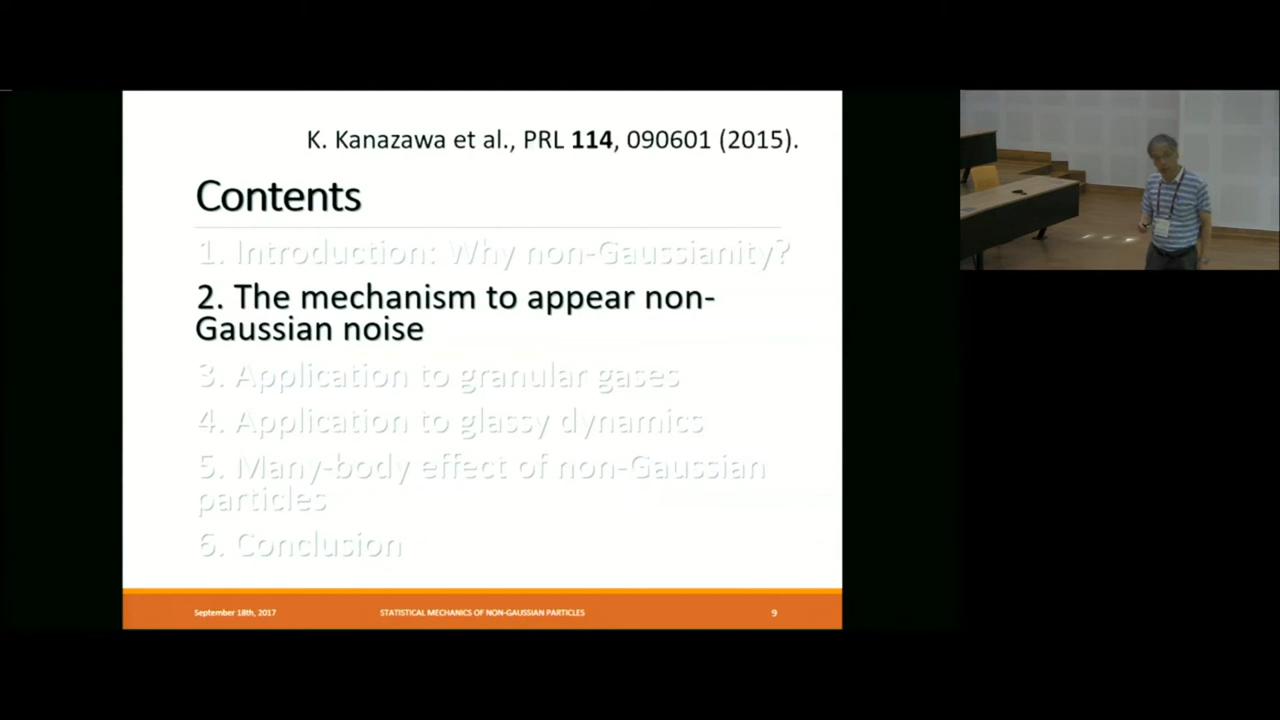 K. Kanazawa et al., PRL 114, 090601 (2015).
Contents
1. Introduction: Why non-Gaussianity?
2. The mechanism to appear non-
Gaussian noise
3. Application to granular gases
4. Application to glassy dynamics
5. Many-body effect of non-Gaussian
particles
6. Conclusion
September 18th, 2017 STATISTICAL MECHANICS OF NON-GAUSSIAN PARTICLES 9